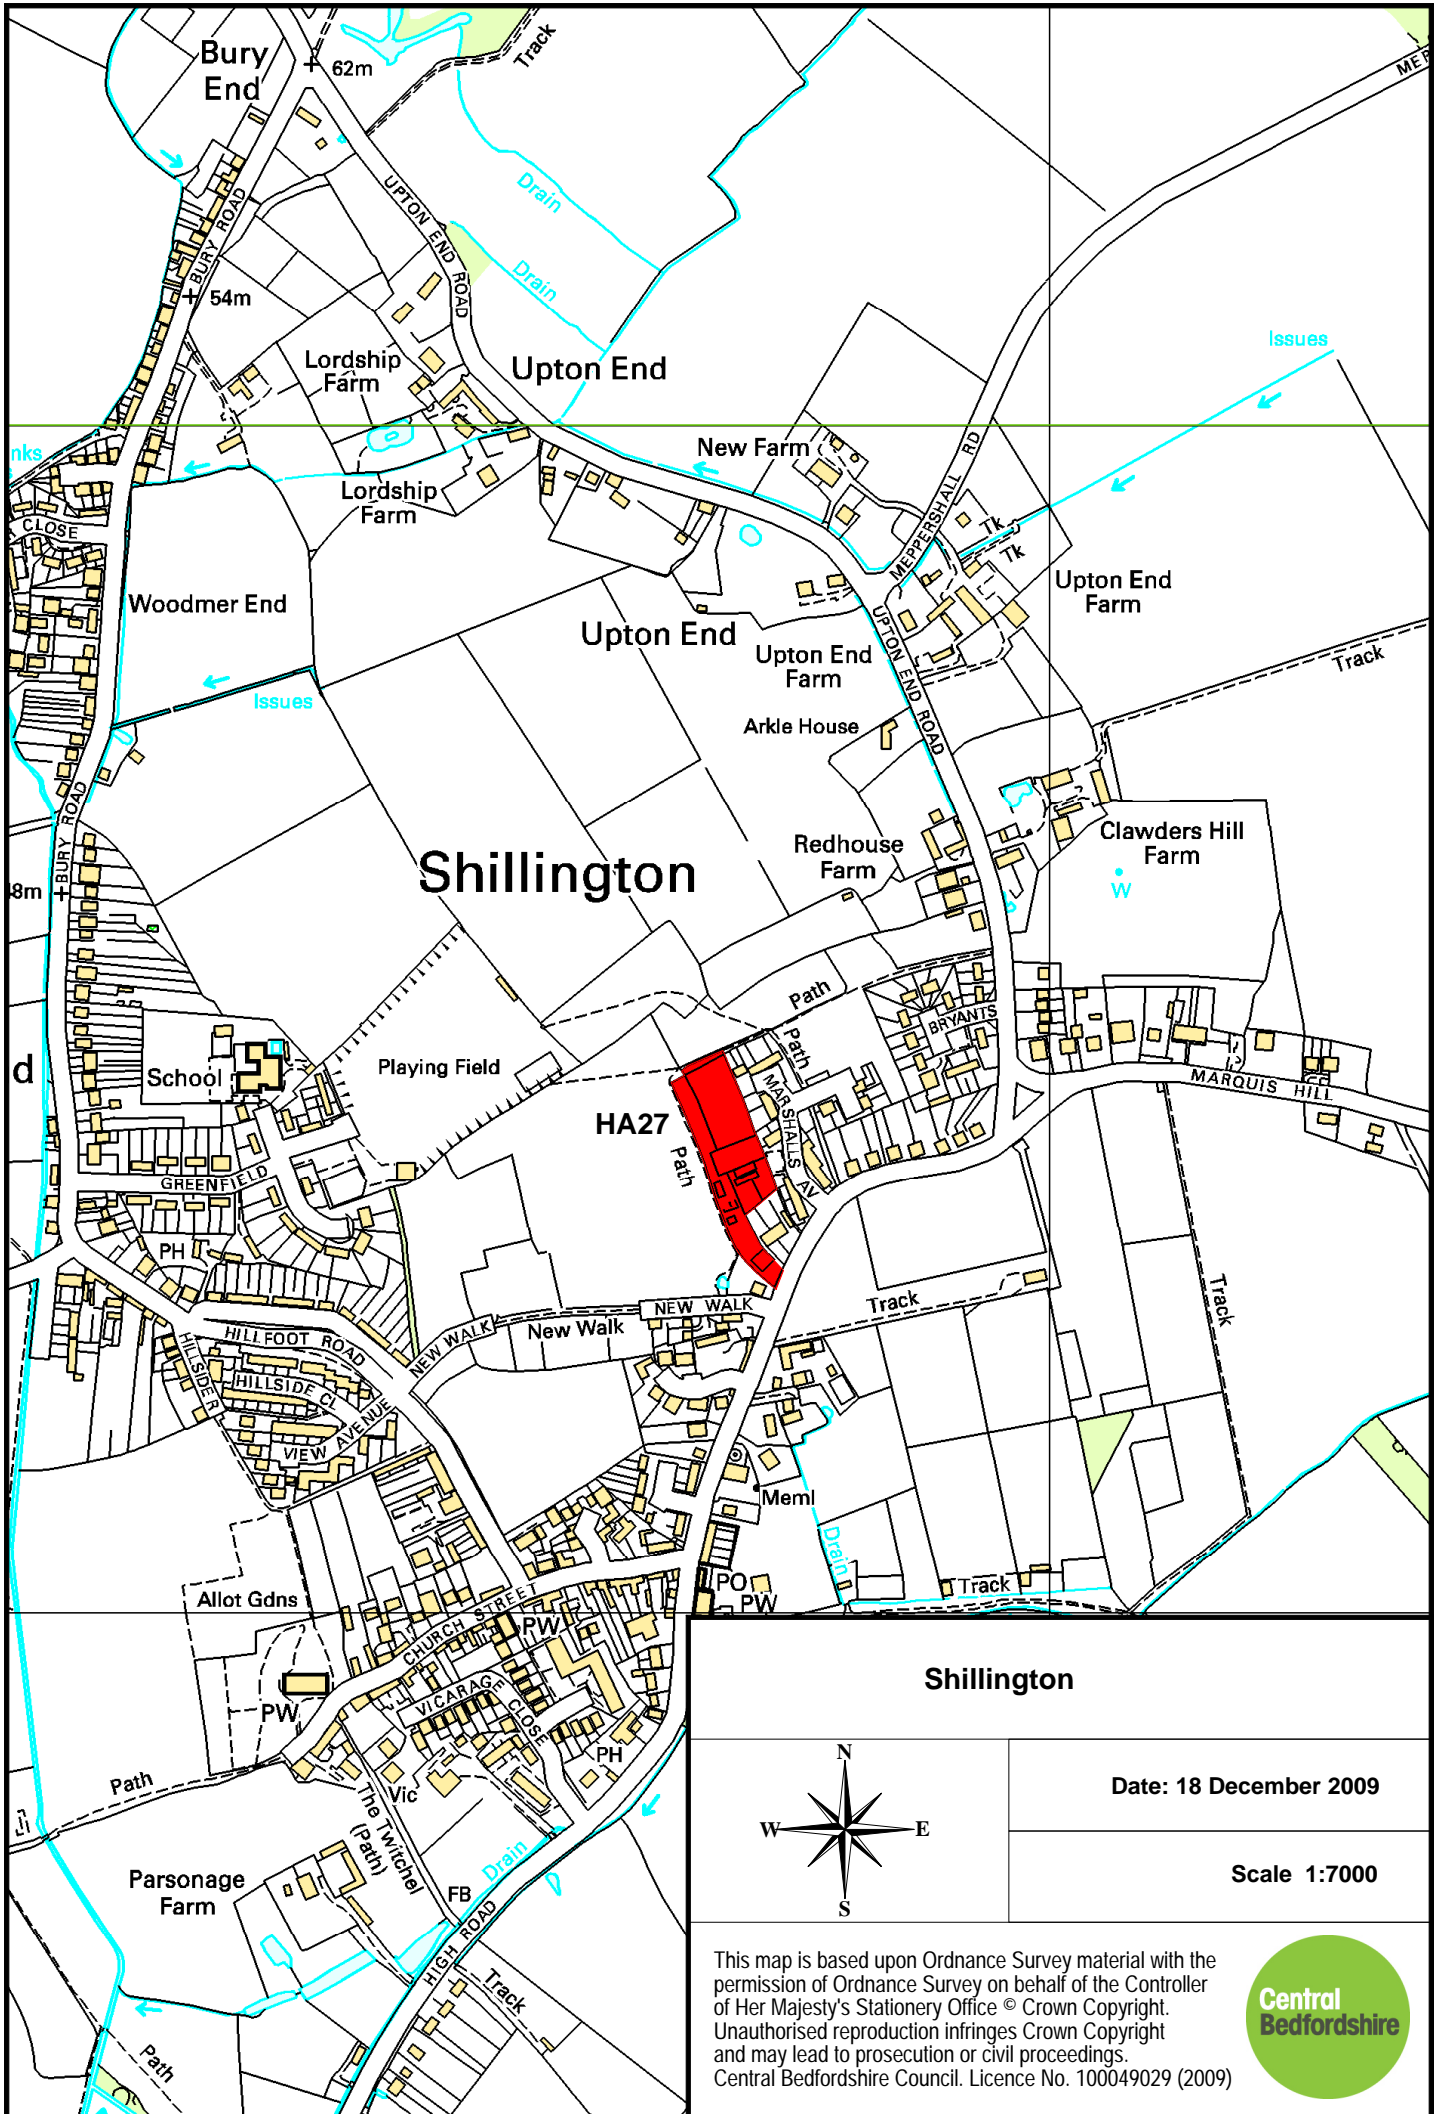 Bury
End
62m
Track
MEP
Drain
UPTON END ROAD
BURY ROAD
Drain
54m
Issues
Lordship
Farm
Upton End
nks
New Farm
MEPPERSHALL RD
Lordship
Farm
CLOSE
Tk
Tk
Woodmer End
Upton End
Farm
Upton End
UPTON END ROAD
Upton End
Farm
Track
Issues
Arkle House
BURY ROAD
Redhouse
Farm
Clawders Hill
Farm
Shillington
W
8m
Path
BRYANTS
Path
d
School
Playing Field
MARSHALLS AV
MARQUIS HILL
HA27
Path
GREENFIELD
PH
Track
Track
NEW WALK
New Walk
NEW WALK
HILLFOOT ROAD
HILLSIDE R
HILLSIDE CL
VIEW AVENUE
Meml
Drain
PO
PW
Track
Allot Gdns
CHURCH STREET
PW
PW
VICARAGE CLOSE
PH
Path
Vic
The Twitchel
(Path)
Drain
Parsonage
Farm
FB
HIGH ROAD
Track
Path
Shillington
N
W
E
S
Date: 18 December 2009
Scale 1:7000
This map is based upon Ordnance Survey material with the
permission of Ordnance Survey on behalf of the Controller
of Her Majesty's Stationery Office © Crown Copyright.
Unauthorised reproduction infringes Crown Copyright
and may lead to prosecution or civil proceedings.
Central Bedfordshire Council. Licence No. 100049029 (2009)
Central
Bedfordshire